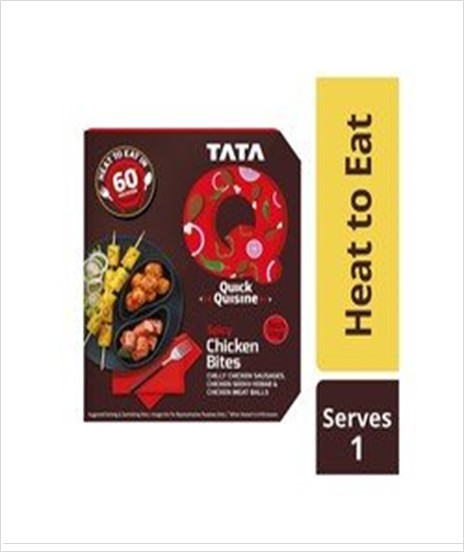 HEAT TO EAT IN
60
TATA
Q
Quick
Quisine
Spicy
Chicken
Bites
CHILLY CHICKEN SAUSAGES,
CHICKEN SEEKH KEBAB &
CHICKEN MEAT BALLS
Heat to Eat
Serves
1